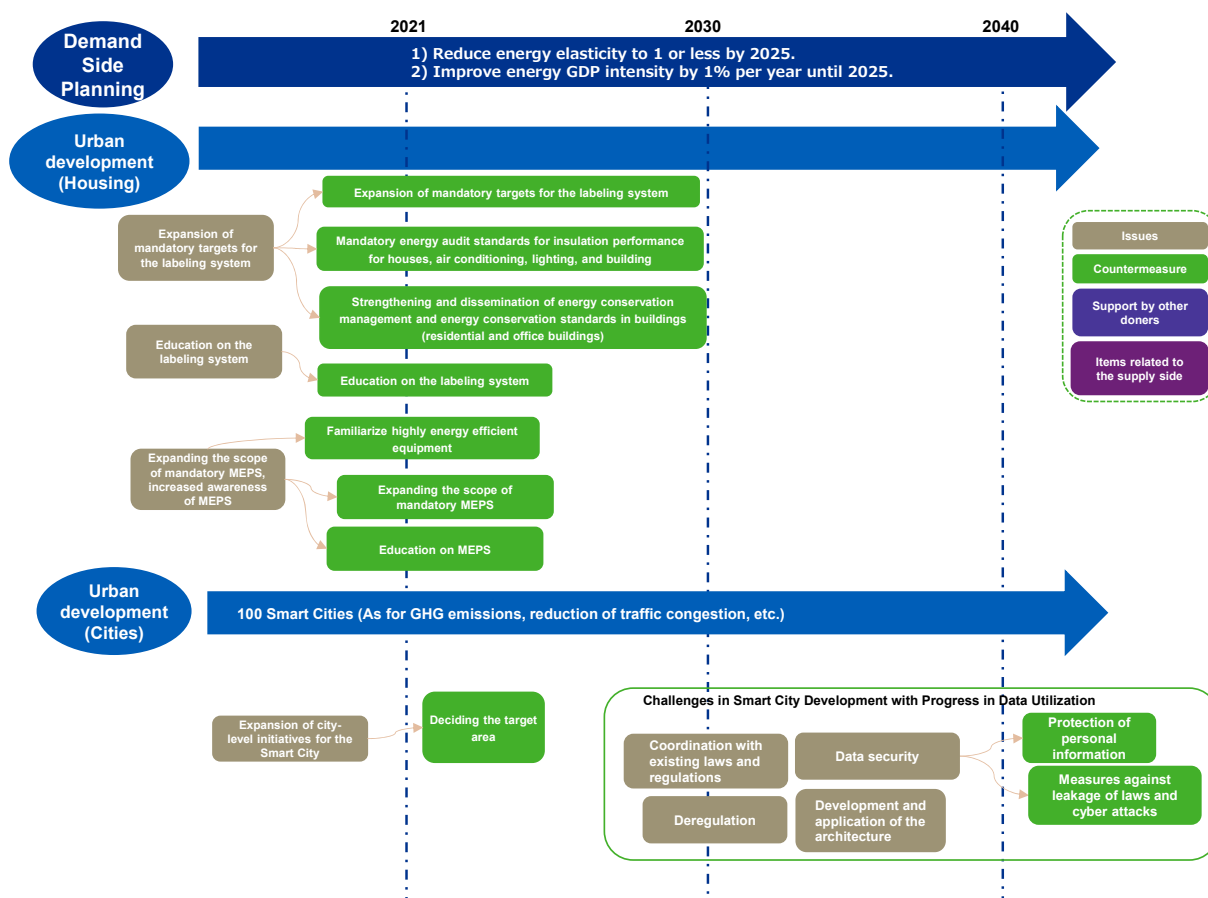 2021
2030
2040
Demand
Side
Planning
1) Reduce energy elasticity to 1 or less by 2025.
2) Improve energy GDP intensity by 1% per year until 2025.
Urban
development
(Housing)
Expansion of
mandatory targets for
the labeling system
Expansion of mandatory targets for the labeling system
Mandatory energy audit standards for insulation performance
for houses, air conditioning, lighting, and building
Strengthening and dissemination of energy conservation
management and energy conservation standards in buildings
(residential and office buildings)
Education on the
labeling system
Education on the labeling system
Expanding the scope
of mandatory MEPS,
increased awareness
of MEPS
Familiarize highly energy efficient
equipment
Expanding the scope of
mandatory MEPS
Education on MEPS
Issues
Countermeasure
Support by other
doners
Items related to
the supply side
Urban
development
(Cities)
100 Smart Cities (As for GHG emissions, reduction of traffic congestion, etc.)
Expansion of city-
level initiatives for the
Smart City
Deciding the target
area
Challenges in Smart City Development with Progress in Data Utilization
Coordination with
existing laws and
regulations
Data security
Protection of
personal
information
Measures against
leakage of laws and
cyber attacks
Deregulation
Development and
application of the
architecture